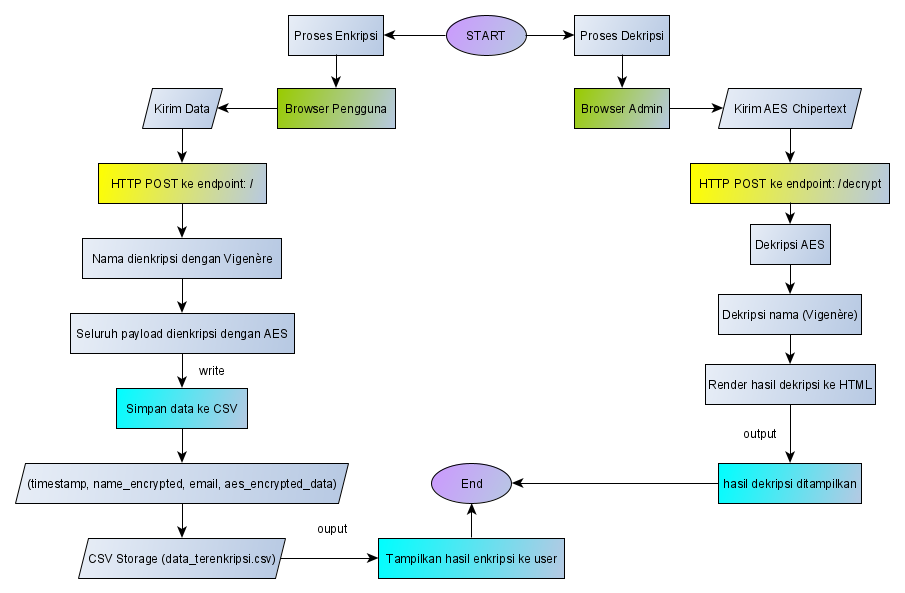 Proses Enkripsi
START
Proses Dekripsi
Kirim Data
Browser Pengguna
Browser Admin
Kirim AES Chipertext
HTTP POST ke endpoint: /
HTTP POST ke endpoint: /decrypt
Nama dienkripsi dengan Vigenère
Dekripsi AES
Seluruh payload dienkripsi dengan AES
Dekripsi nama (Vigenère)
write
Render hasil dekripsi ke HTML
Simpan data ke CSV
output
(timestamp, name_encrypted, email, aes_encrypted_data)
End
hasil dekripsi ditampilkan
ouput
CSV Storage (data_terenkripsi.csv)
Tampilkan hasil enkripsi ke user